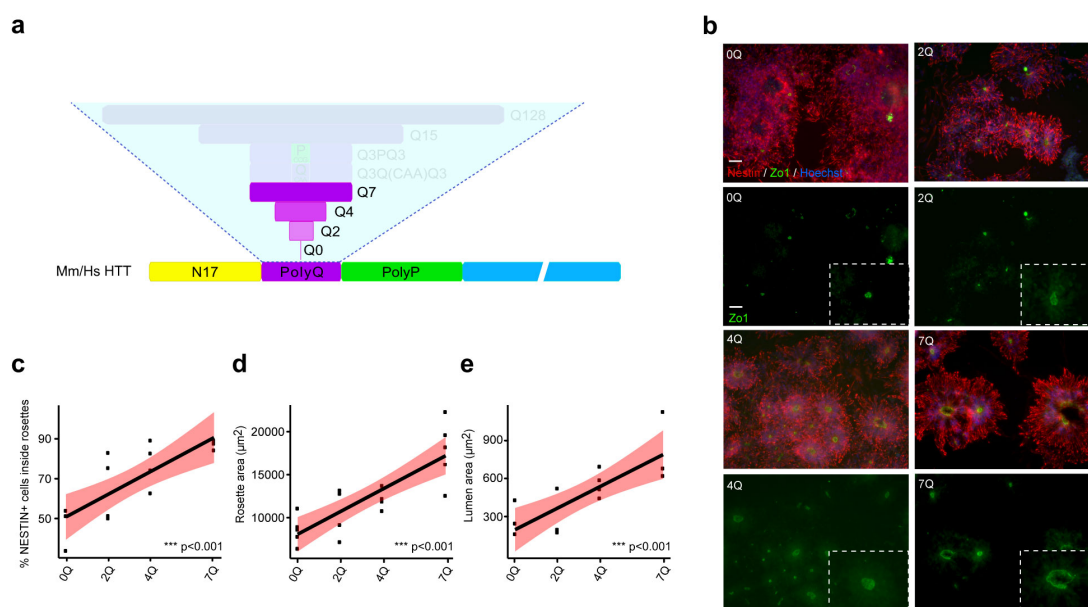 a
Q128
Q15
P
Q3PQ3
Q
Q3Q(CAA)Q3
Q7
Q4
Q2
Q0
Mm/Hs HTT
N17
PolyQ
PolyP
b
0Q
2Q
Nestin / Zo1 / Hoechst
0Q
2Q
Zo1
4Q
7Q
4Q
7Q
c
% NESTIN+ cells inside rosettes
90
70
50
*** p<0.001
0Q 2Q 4Q 7Q
d
Rosette area (µm2)
20000
15000
10000
*** p<0.001
0Q 2Q 4Q 7Q
e
Lumen area (µm2)
900
600
300
*** p<0.001
0Q 2Q 4Q 7Q